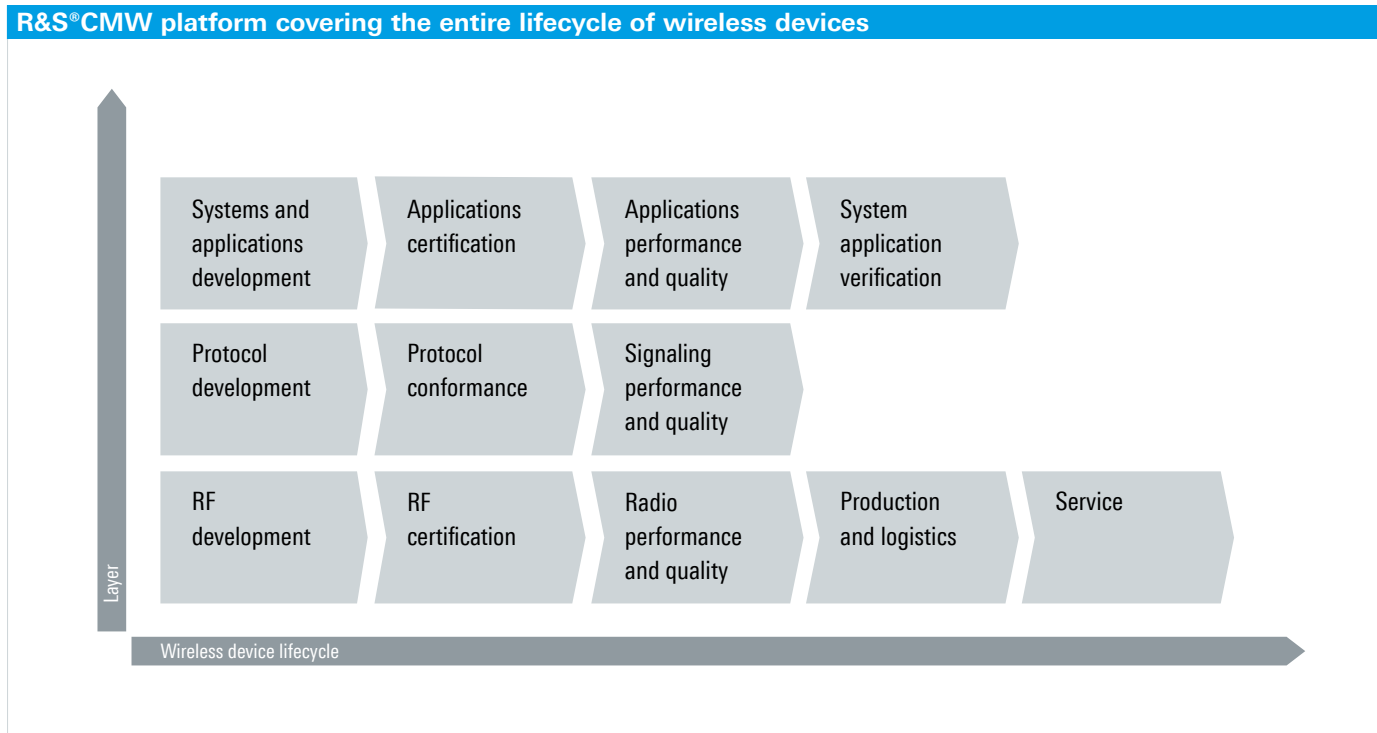 R&S®CMW platform covering the entire lifecycle of wireless devices
Systems and
applications
development
Applications
certification
Applications
performance
and quality
System
application
verification
Protocol
development
Protocol
conformance
Signaling
performance
and quality
RF
development
RF
certification
Radio
performance
and quality
Production
and logistics
Service
Layer
Wireless device lifecycle